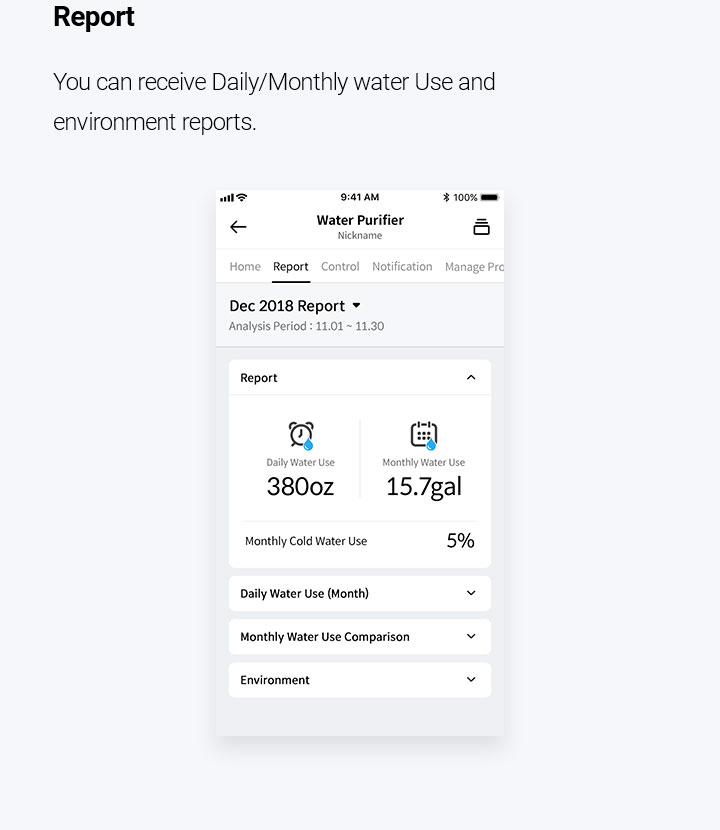 Report
You can receive Daily/Monthly water Use and
environment reports.
9:41 AM
100%
Water Purifier
Nickname
Home Report Control Notification Manage Pro
Dec 2018 Report
Analysis Period : 11.01 ~ 11.30
Report
Daily Water Use
380oz
Monthly Water Use
15.7gal
Monthly Cold Water Use 5%
Daily Water Use (Month)
Monthly Water Use Comparison
Environment